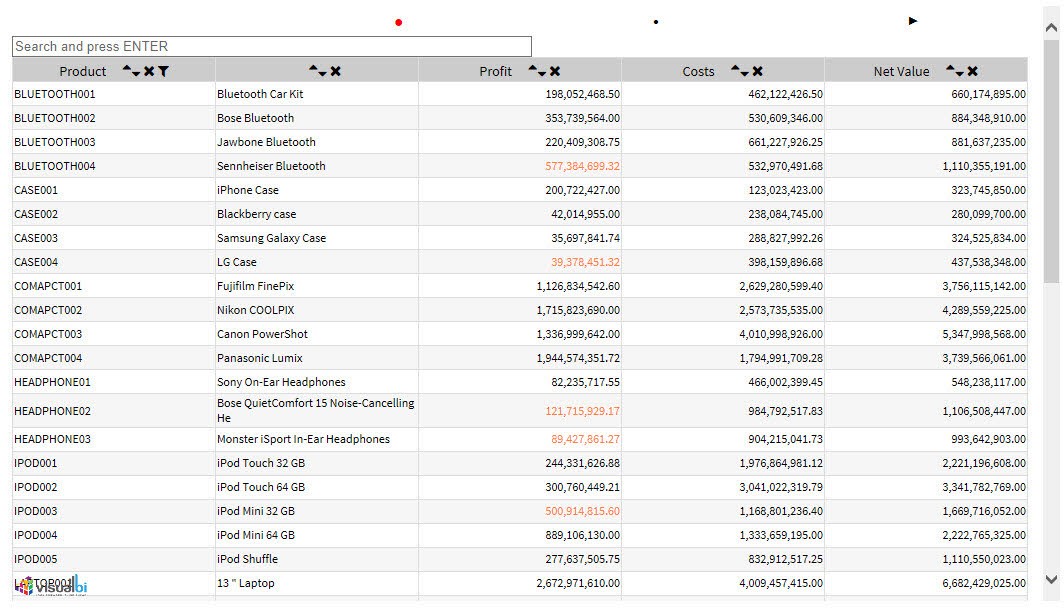 Search and press ENTER
Product Profit Costs Net Value
BLUETOOTH001 Bluetooth Car Kit 198,052,468.50 462,122,426.50 660,174,895.00
BLUETOOTH002 Bose Bluetooth 353,739,564.00 530,609,346.00 884,348,910.00
BLUETOOTH003 Jawbone Bluetooth 220,409,308.75 661,227,926.25 881,637,235.00
BLUETOOTH004 Sennheiser Bluetooth 577,384,699.32 532,970,491.68 1,110,355,191.00
CASE001 iPhone Case 200,722,427.00 123,023,423.00 323,745,850.00
CASE002 Blackberry case 42,014,955.00 238,084,745.00 280,099,700.00
CASE003 Samsung Galaxy Case 35,697,841.74 288,827,992.26 324,525,834.00
CASE004 LG Case 39,378,451.32 398,159,896.68 437,538,348.00
COMAPCT001 Fujifilm FinePix 1,126,834,542.60 2,629,280,599.40 3,756,115,142.00
COMAPCT002 Nikon COOLPIX 1,715,823,690.00 2,573,735,535.00 4,289,559,225.00
COMAPCT003 Canon PowerShot 1,336,999,642.00 4,010,998,926.00 5,347,998,568.00
COMAPCT004 Panasonic Lumix 1,944,574,351.72 1,794,991,709.28 3,739,566,061.00
HEADPHONE01 Sony On-Ear Headphones 82,235,717.55 466,002,399.45 548,238,117.00
HEADPHONE02 Bose QuietComfort 15 Noise-Cancelling
He 121,715,929.17 984,792,517.83 1,106,508,447.00
HEADPHONE03 Monster iSport In-Ear Headphones 89,427,861.27 904,215,041.73 993,642,903.00
IPOD001 iPod Touch 32 GB 244,331,626.88 1,976,864,981.12 2,221,196,608.00
IPOD002 iPod Touch 64 GB 300,760,449.21 3,041,022,319.79 3,341,782,769.00
IPOD003 iPod Mini 32 GB 500,914,815.60 1,168,801,236.40 1,669,716,052.00
IPOD004 iPod Mini 64 GB 889,106,130.00 1,333,659,195.00 2,222,765,325.00
IPOD005 iPod Shuffle 277,637,505.75 832,912,517.25 1,110,550,023.00
LAPTOP001 13 " Laptop 2,672,971,610.00 4,009,457,415.00 6,682,429,025.00
visualbi